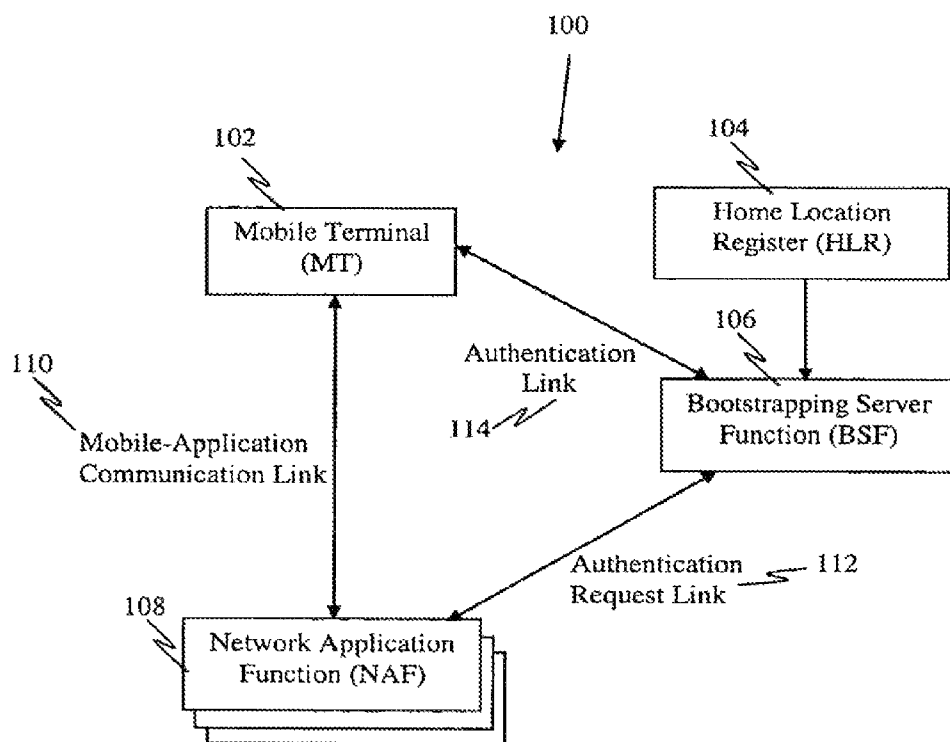 100
102
104
Mobile Terminal
(MT)
Home Location
Register (HLR)
106
110
Authentication
Link
114
Bootstrapping Server
Function (BSF)
Mobile-Application
Communication Link
Authentication
Request Link
112
108
Network Application
Function (NAF)